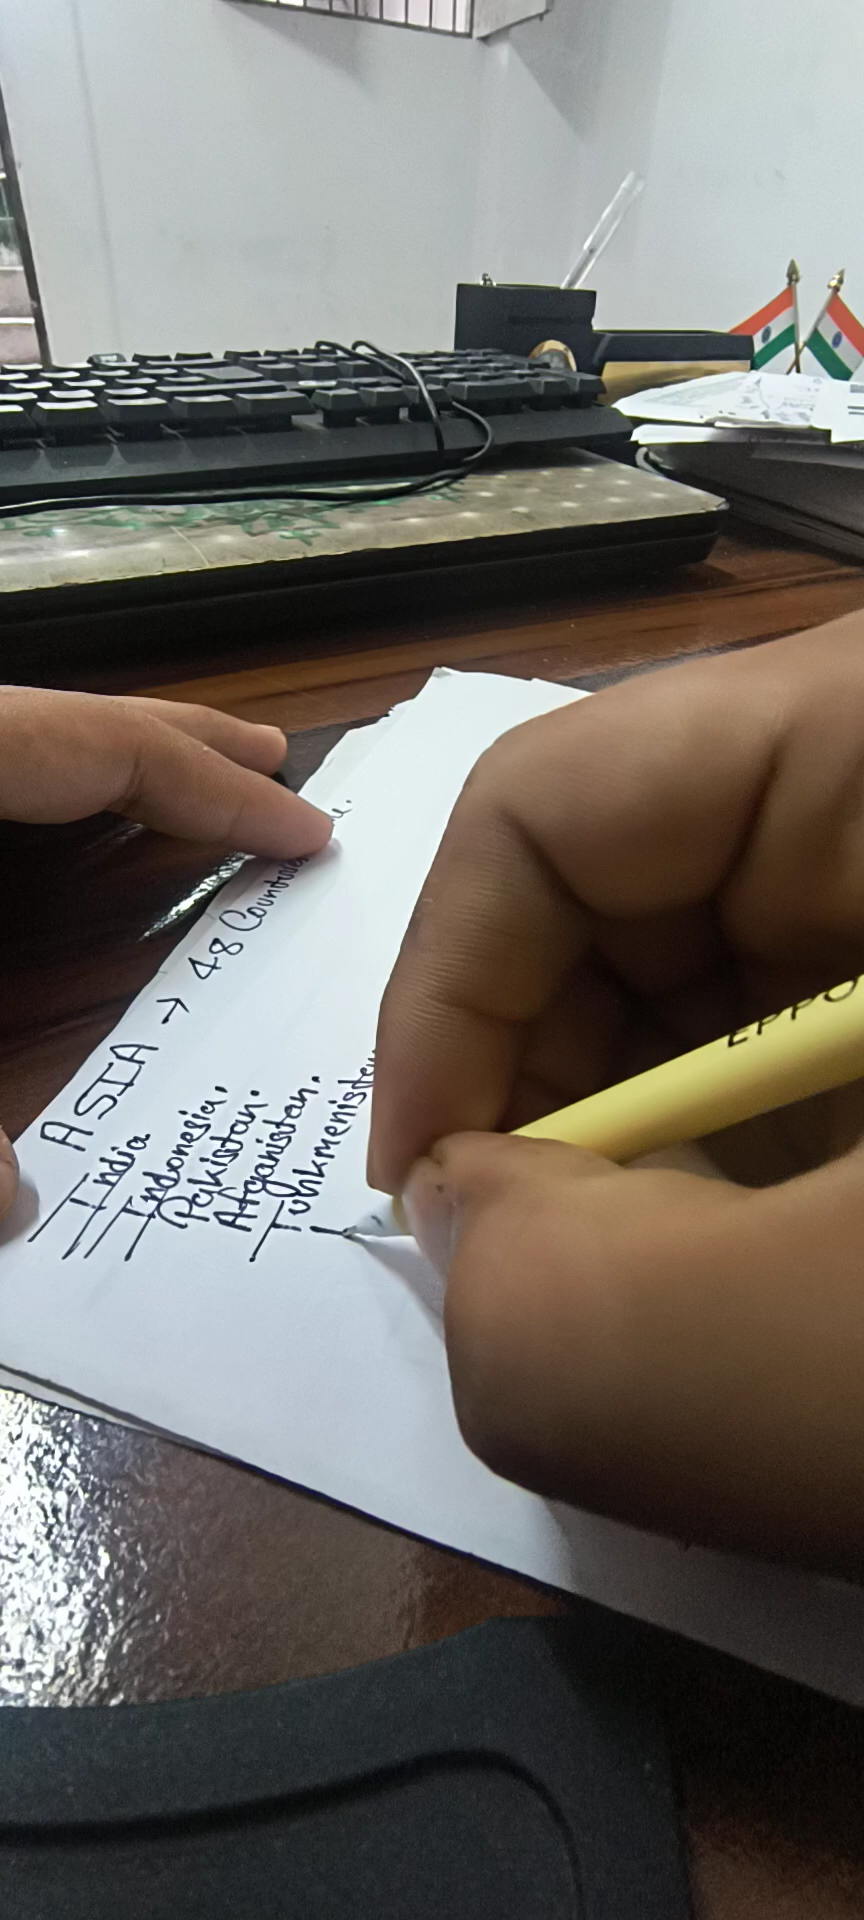 ASIA → 48 Countries
India
Indonesia.
Pakistan.
Afganistan.
Turkmenistan
EPPO